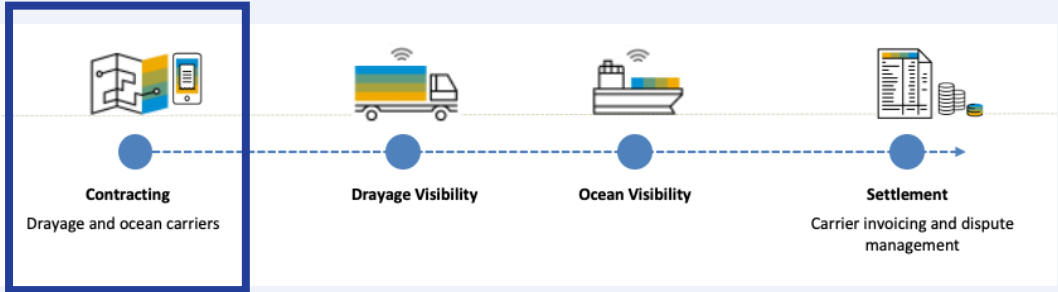 Contracting
Drayage and ocean carriers
Drayage Visibility
Ocean Visibility
Settlement
Carrier invoicing and dispute
management